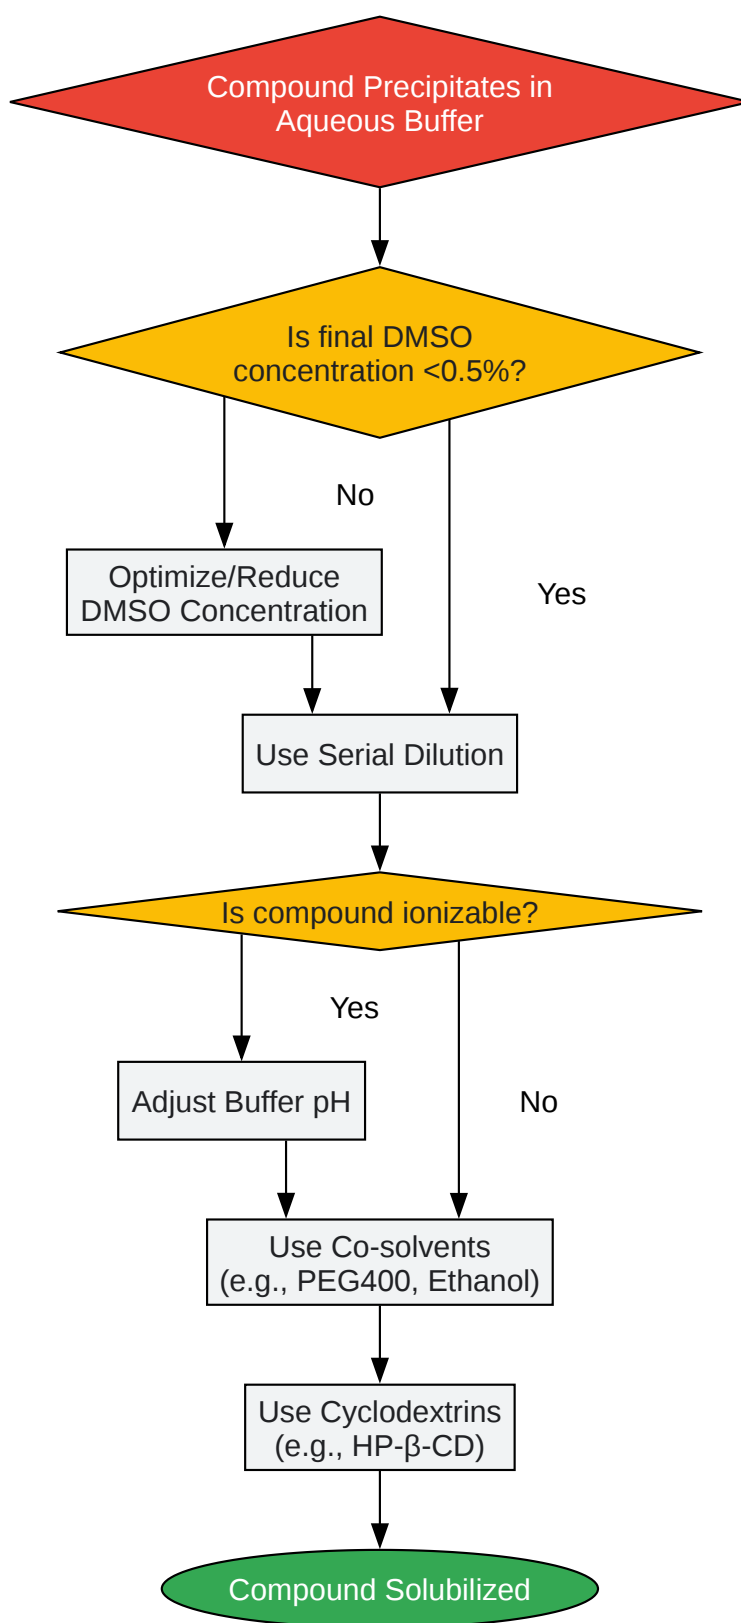 Compound Precipitates in
Aqueous Buffer
Is final DMSO
concentration <0.5%?
No
Optimize/Reduce
DMSO Concentration
Yes
Use Serial Dilution
Is compound ionizable?
Yes
Adjust Buffer pH
No
Use Co-solvents
(e.g., PEG400, Ethanol)
Use Cyclodextrins
(e.g., HP-β-CD)
Compound Solubilized